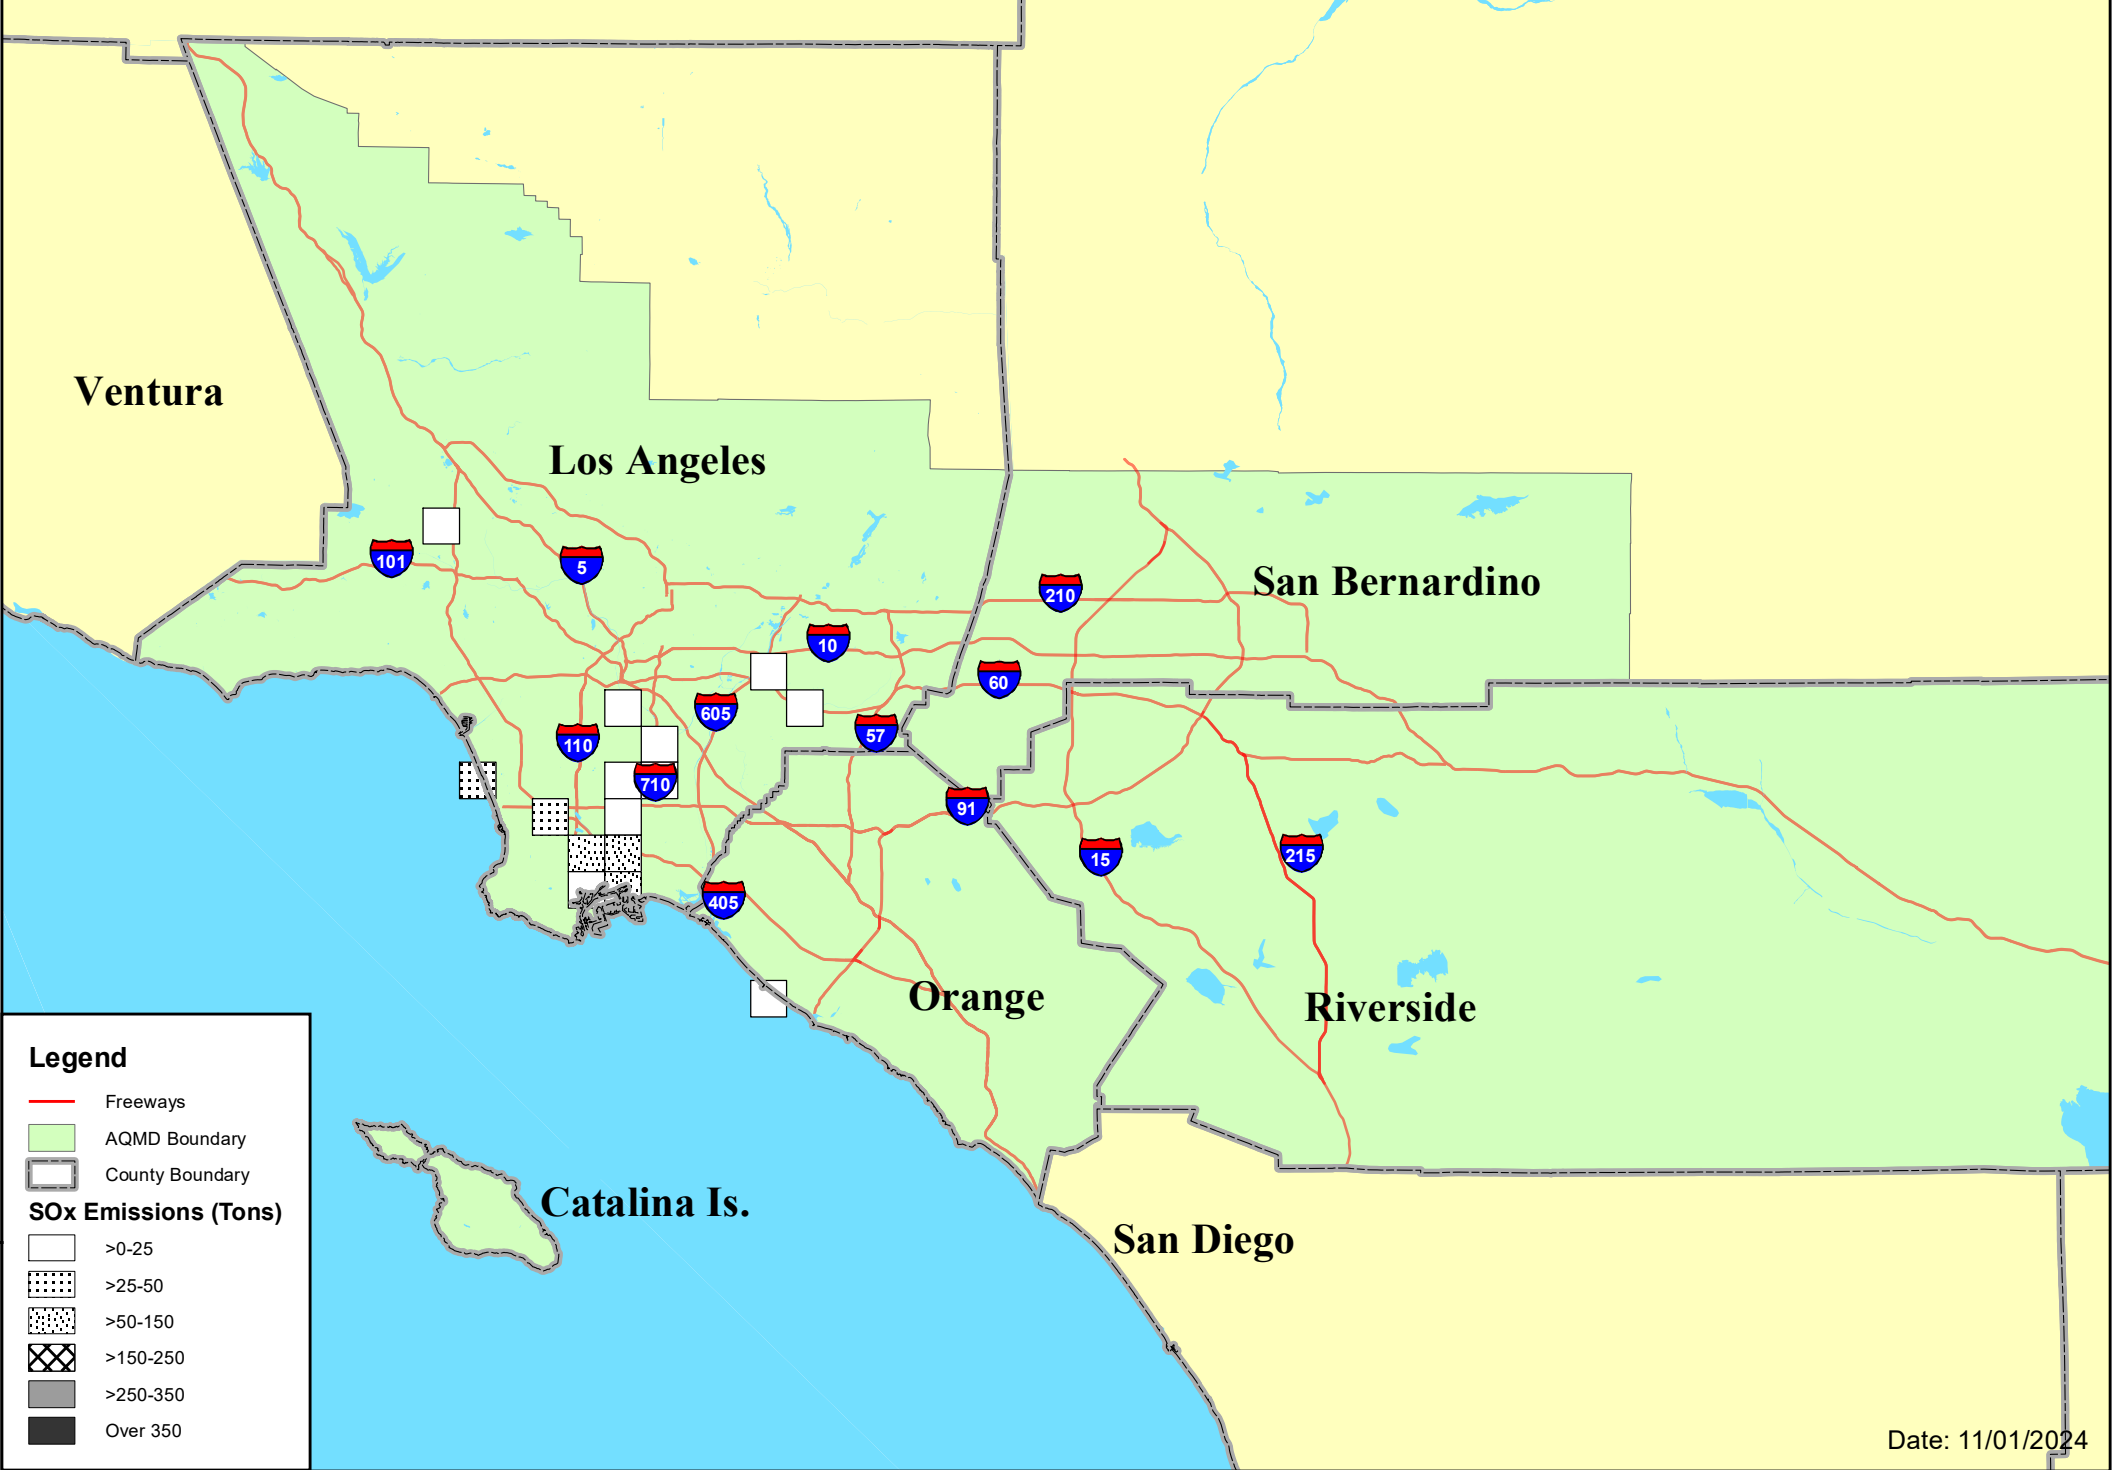 Ventura
Los Angeles
101
5
210
San Bernardino
10
60
605
57
110
710
91
15
215
405
Orange
Riverside
Legend
Freeways
AQMD Boundary
County Boundary
SOx Emissions (Tons)
>0-25
>25-50
>50-150
>150-250
>250-350
Over 350
Catalina Is.
San Diego
Date: 11/01/2024